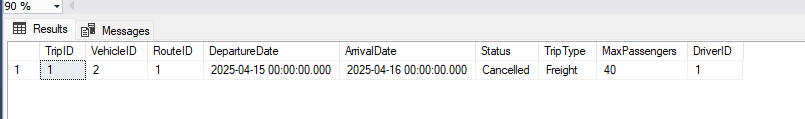 90 %
Results Messages
TripID VehicleID RouteID DepartureDate ArrivalDate Status TripType MaxPassengers DriverID
1 1 2 1 2025-04-15 00:00:00.000 2025-04-16 00:00:00.000 Cancelled Freight 40 1